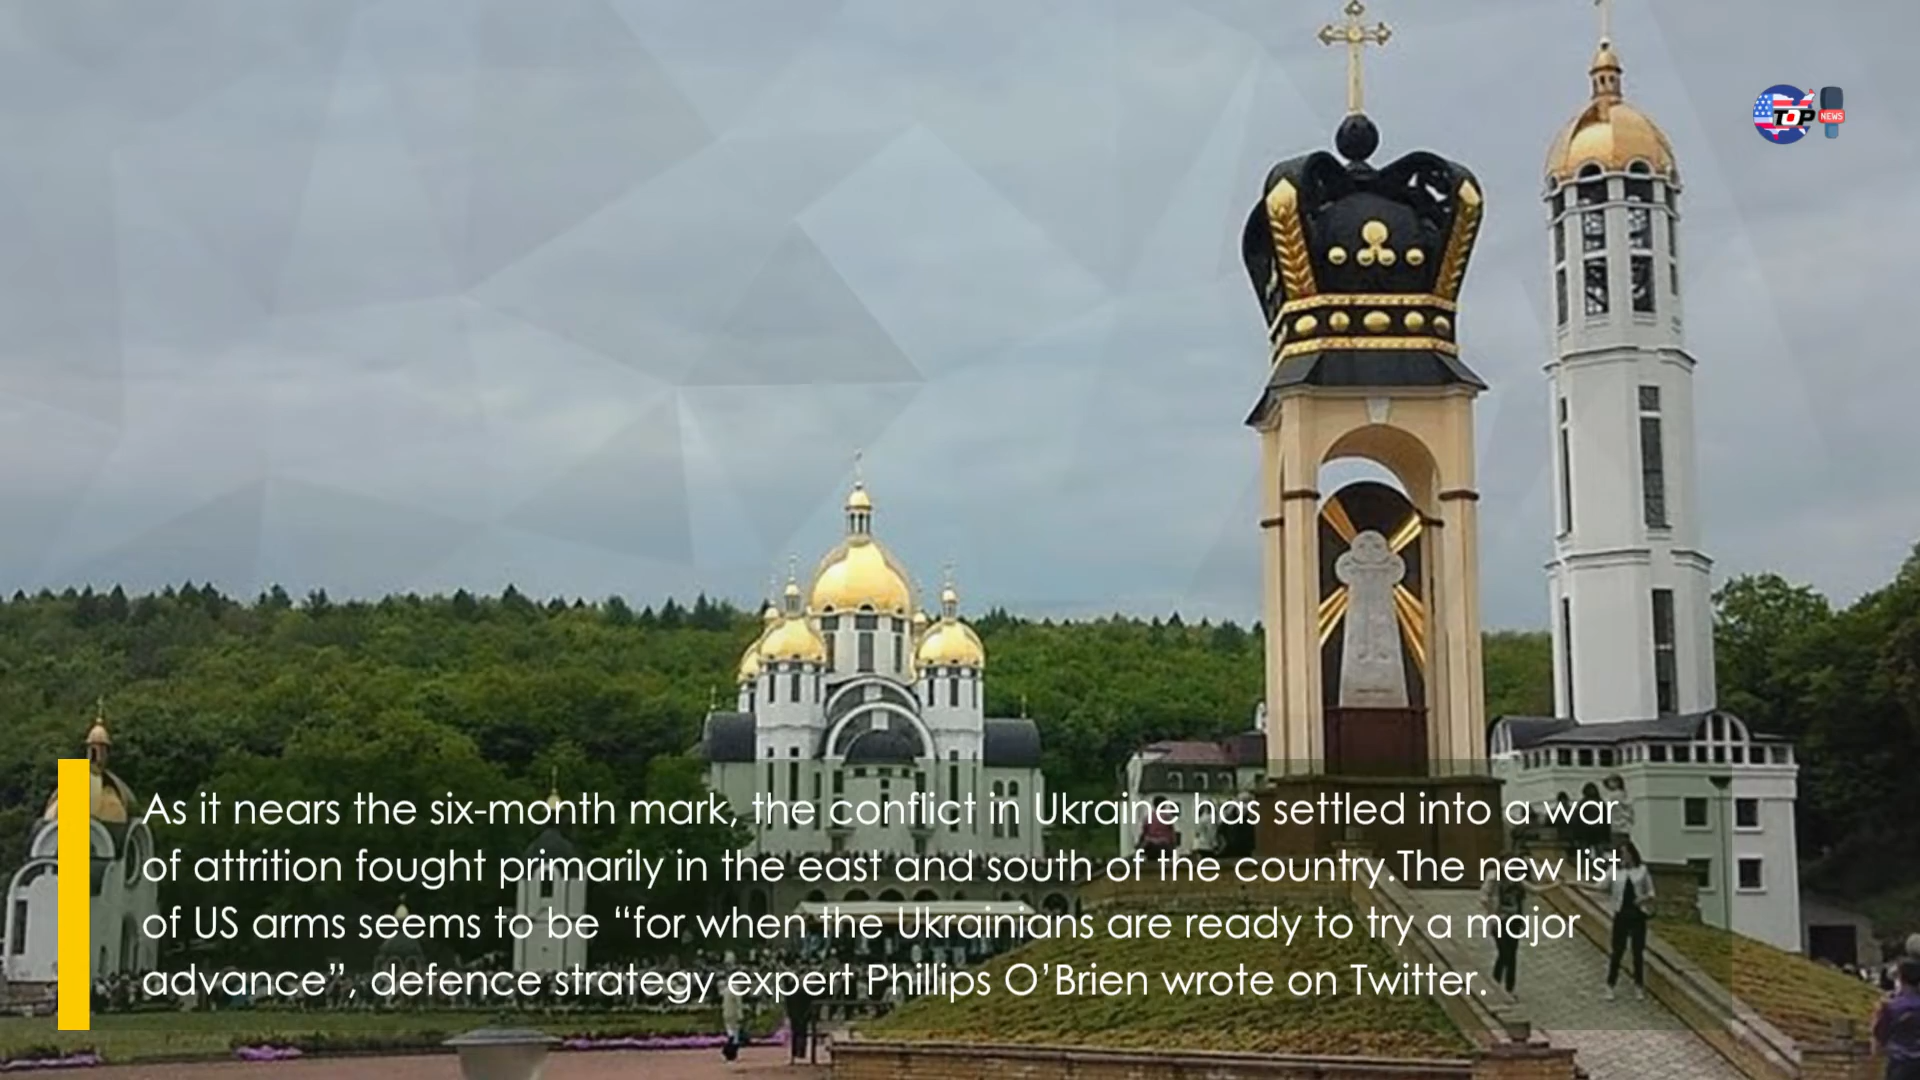 TOP NEWS
As it nears the six-month mark, the conflict in Ukraine has settled into a war
of attrition fought primarily in the east and south of the country.The new list
of US arms seems to be “for when the Ukrainians are ready to try a major
advance”, defence strategy expert Phillips O’Brien wrote on Twitter.